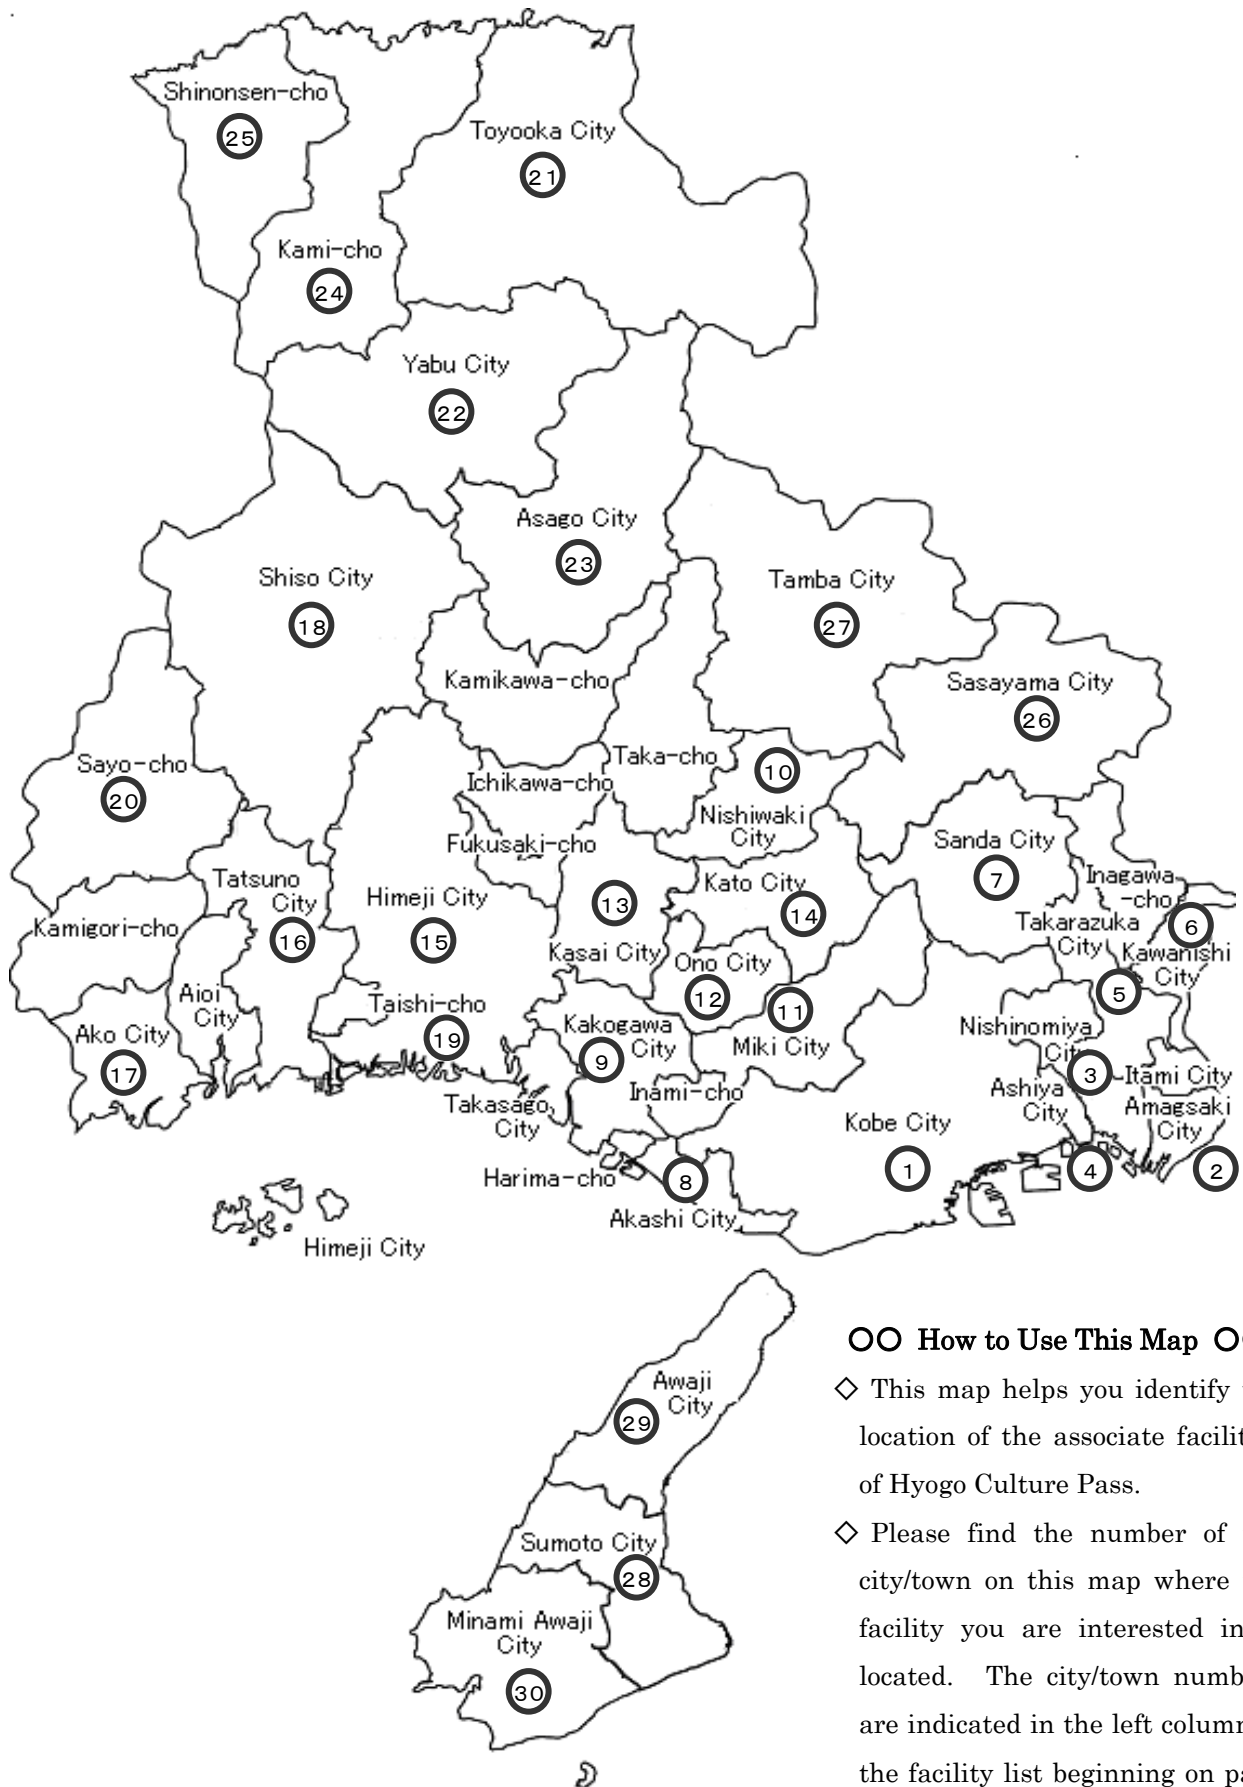 Shinonsen-cho
25
Toyooka City
21
Kami-cho
24
Yabu City
22
Asago City
23
Shiso City
18
Tamba City
27
Kamikawa-cho
Sasayama City
26
Taka-cho
10
Nishiwaki
City
Sayo-cho
20
Ichikawa-cho
Fukusaki-cho
Sanda City
7
Tatsuno
City
16
Himeji City
15
13
Kasai City
Kato City
14
Inagawa
-cho
6
Takarazuka
City
Kawanishi
City
5
Kamigori-cho
Ono City
12
11
Miki City
Aioi
City
Taishi-cho
19
Ako City
17
Kakogawa
City
9
Nishinomiya
City
3
Itami City
Inami-cho
Ashiya
City
Amagsaki
City
Takasago
City
Kobe City
1
4
2
Harima-cho
8
Akashi City
Himeji City
Awaji
City
29
Sumoto City
28
Minami Awaji
City
30
○○ How to Use This Map ○
◇ This map helps you identify
location of the associate facilit
of Hyogo Culture Pass.
◇ Please find the number of
city/town on this map where
facility you are interested in
located. The city/town numb
are indicated in the left column
the facility list beginning on pa